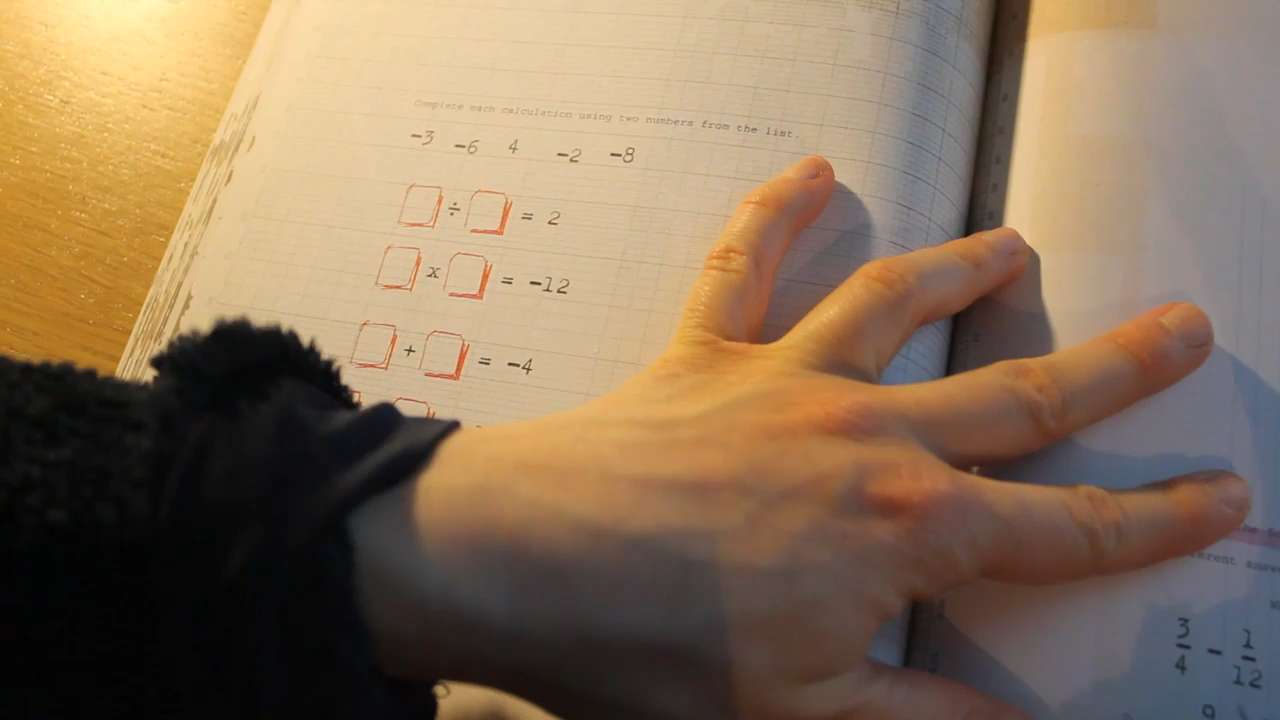 Complete each calculation using two numbers from the list.
-3 -6 4 -2 -8
÷ = 2
x = -12
+ = -4
3/4 - 1/12
9